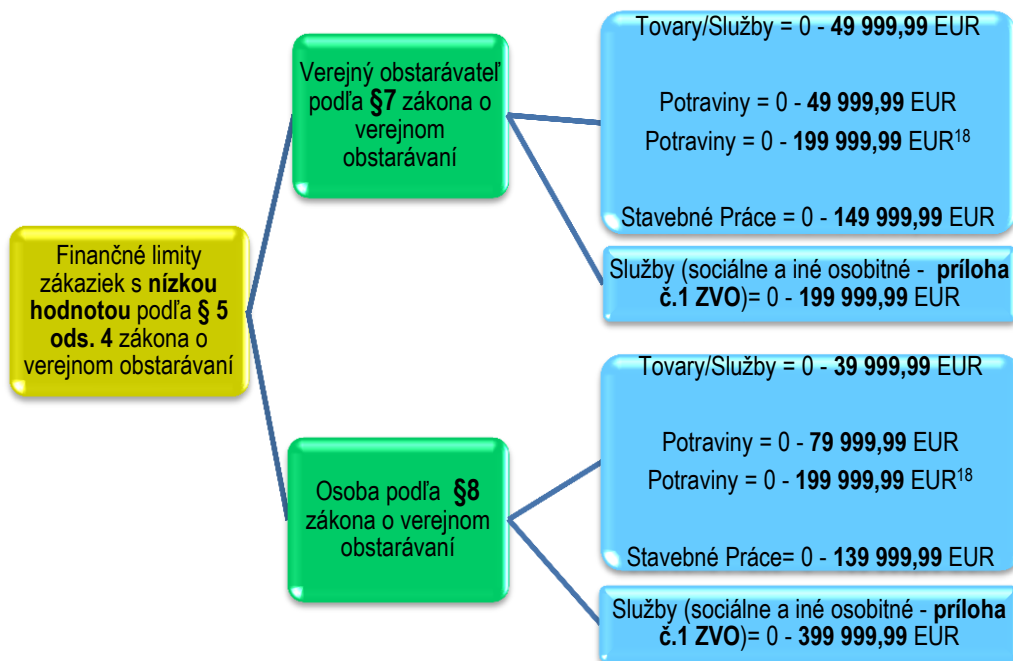 Finančné limity
zákaziek s nízkou
hodnotou podľa § 5
ods. 4 zákona o
verejnom obstarávaní
Verejný obstarávateľ
podľa §7 zákona o
verejnom
obstarávaní
Tovary/Služby = 0 - 49 999,99 EUR
Potraviny = 0 - 49 999,99 EUR
Potraviny = 0 - 199 999,99 EUR18
Stavebné Práce = 0 - 149 999,99 EUR
Služby (sociálne a iné osobitné - príloha
č.1 ZVO)= 0 - 199 999,99 EUR
Osoba podľa §8
zákona o verejnom
obstarávaní
Tovary/Služby = 0 - 39 999,99 EUR
Potraviny = 0 - 79 999,99 EUR
Potraviny = 0 - 199 999,99 EUR18
Stavebné Práce= 0 - 139 999,99 EUR
Služby (sociálne a iné osobitné - príloha
č.1 ZVO)= 0 - 399 999,99 EUR